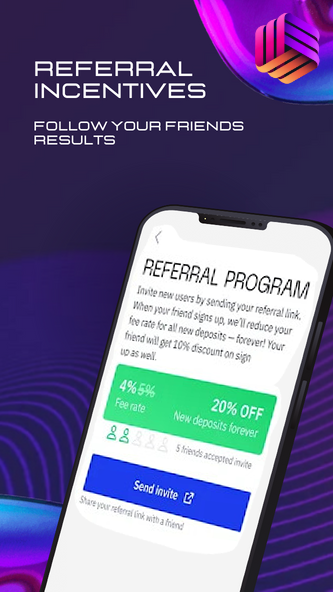 REFERRAL
INCENTIVES
FOLLOW YOUR FRIENDS
RESULTS
REFERRAL PROGRAM
Invite new users by sending your referral link.
When your friend signs up, we'll reduce your
fee rate for all new deposits — forever! Your
friend will get 10% discount on sign
up as well.
4% 5%
Fee rate
20% OFF
New deposits forever
5 friends accepted invite
Send invite
Share your referral link with a friend